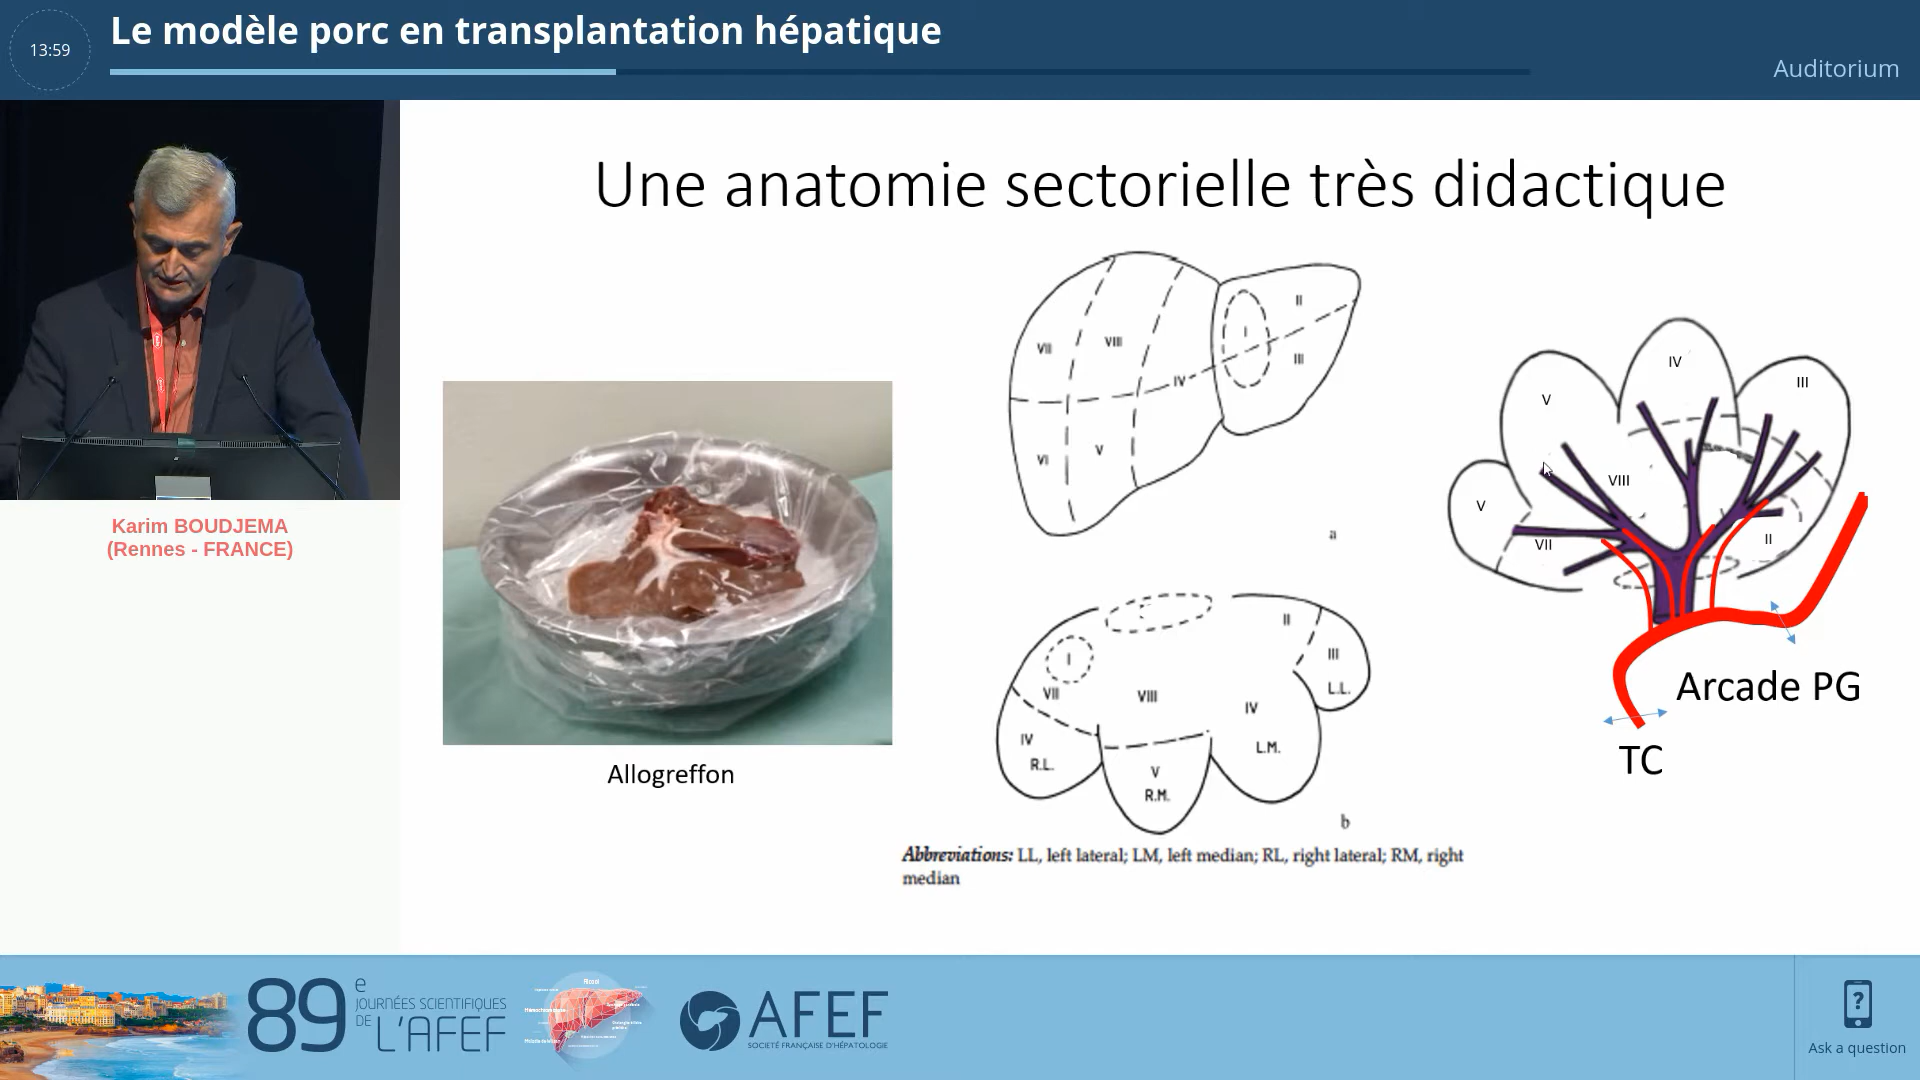 13:59
Le modèle porc en transplantation hépatique
Auditorium
Karim BOUDJEMA
(Rennes - FRANCE)
Une anatomie sectorielle très didactique
Allogreffon
VII
VIII
IV
VI
V
I
II
III
a
I
VII
VIII
IV
R.L.
V
R.M.
IV
L.M.
II
III
L.L.
b
Abbreviations: LL, left lateral; LM, left median; RL, right lateral; RM, right
median
V
IV
III
VIII
V
VII
II
Arcade PG
TC
89e
JOURNÉES SCIENTIFIQUES
DE L'AFEF
Alcool
AFEF
SOCIÉTÉ FRANÇAISE D'HÉPATOLOGIE
?
Ask a question